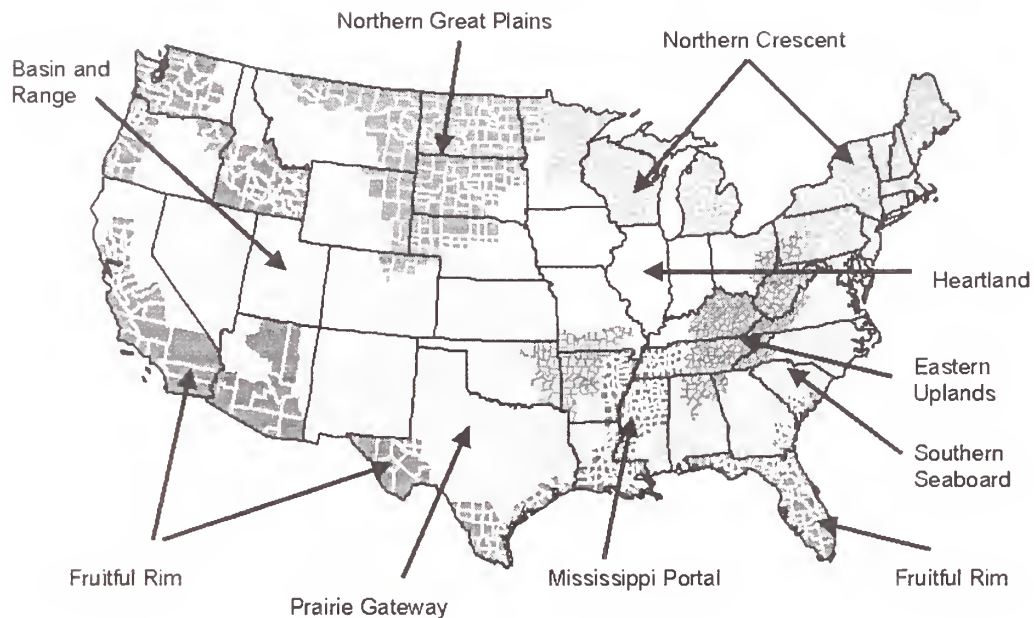 Northern Great Plains
Northern Crescent
Basin and
Range
Heartland
Eastern
Uplands
Southern
Seaboard
Fruitful Rim
Mississippi Portal
Fruitful Rim
Prairie Gateway